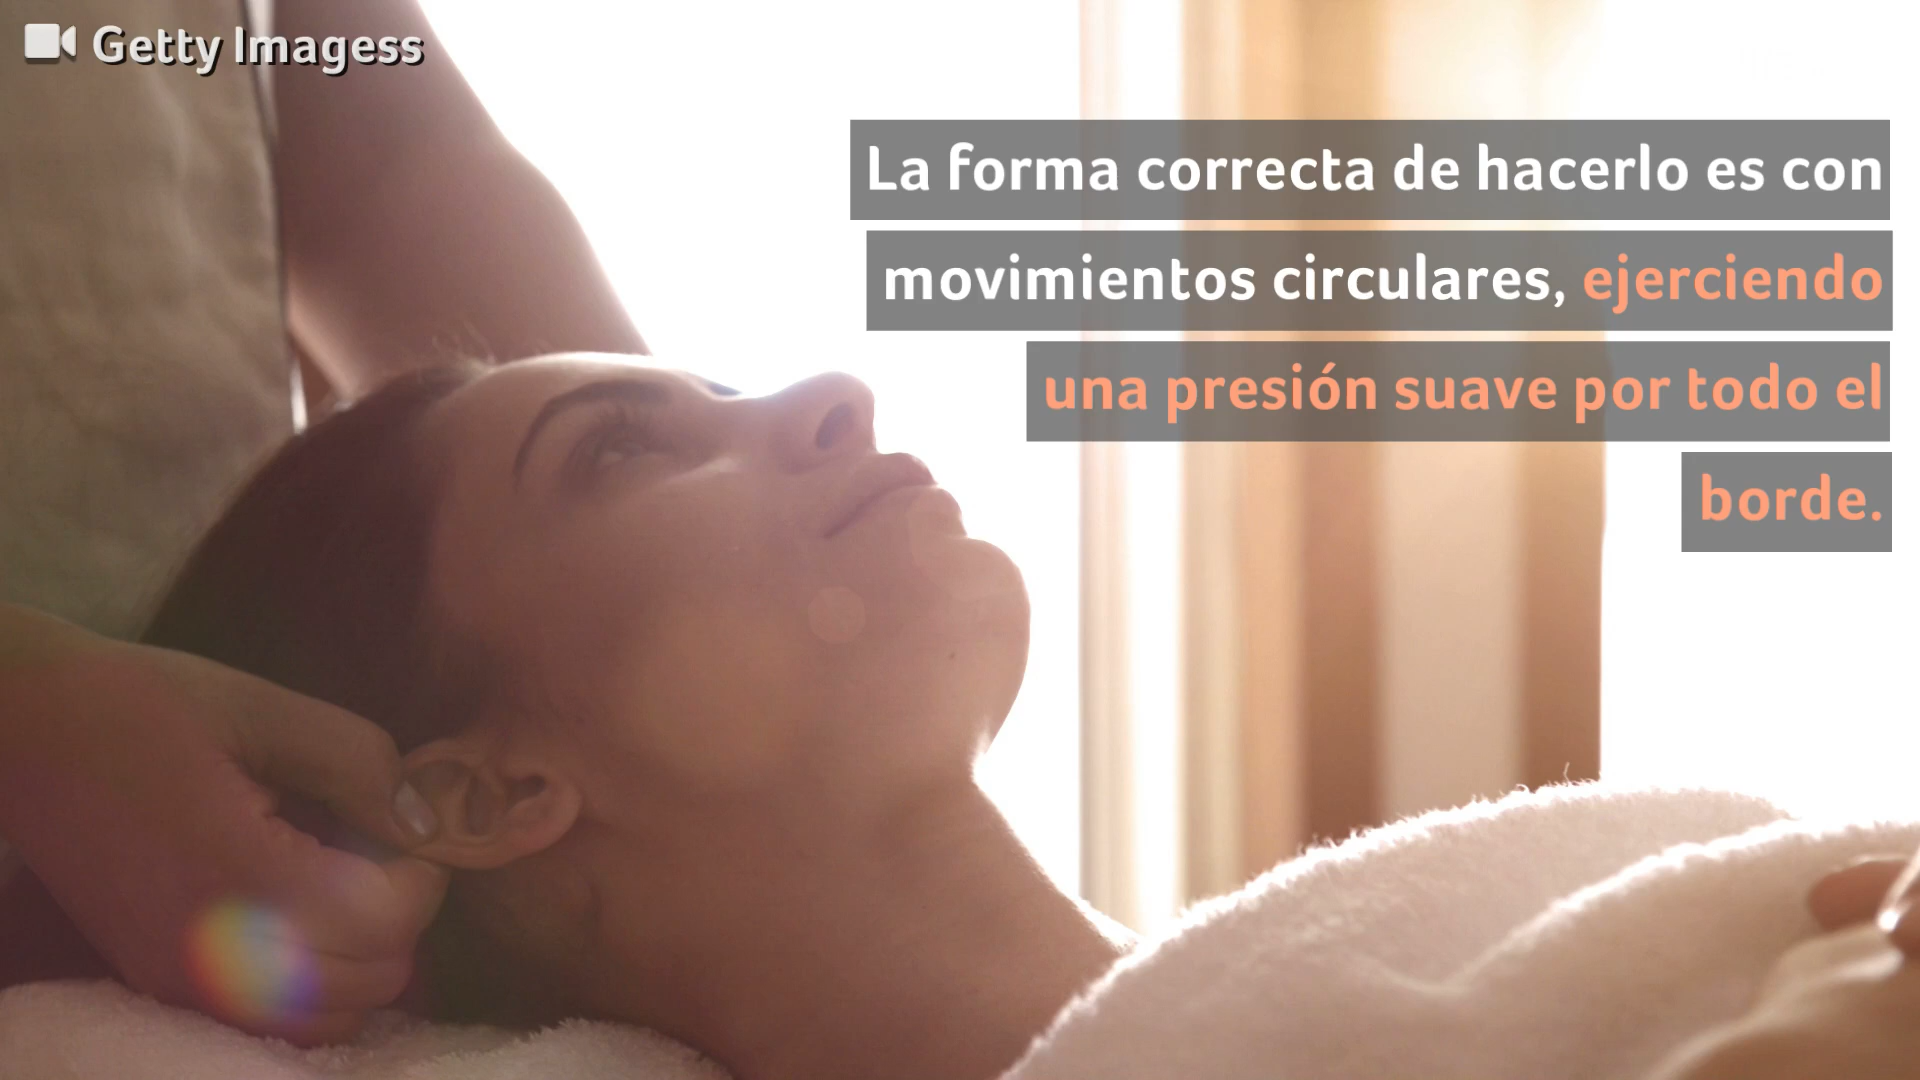 Getty Imagess
La forma correcta de hacerlo es con
movimientos circulares, ejerciendo
una presión suave por todo el
borde.